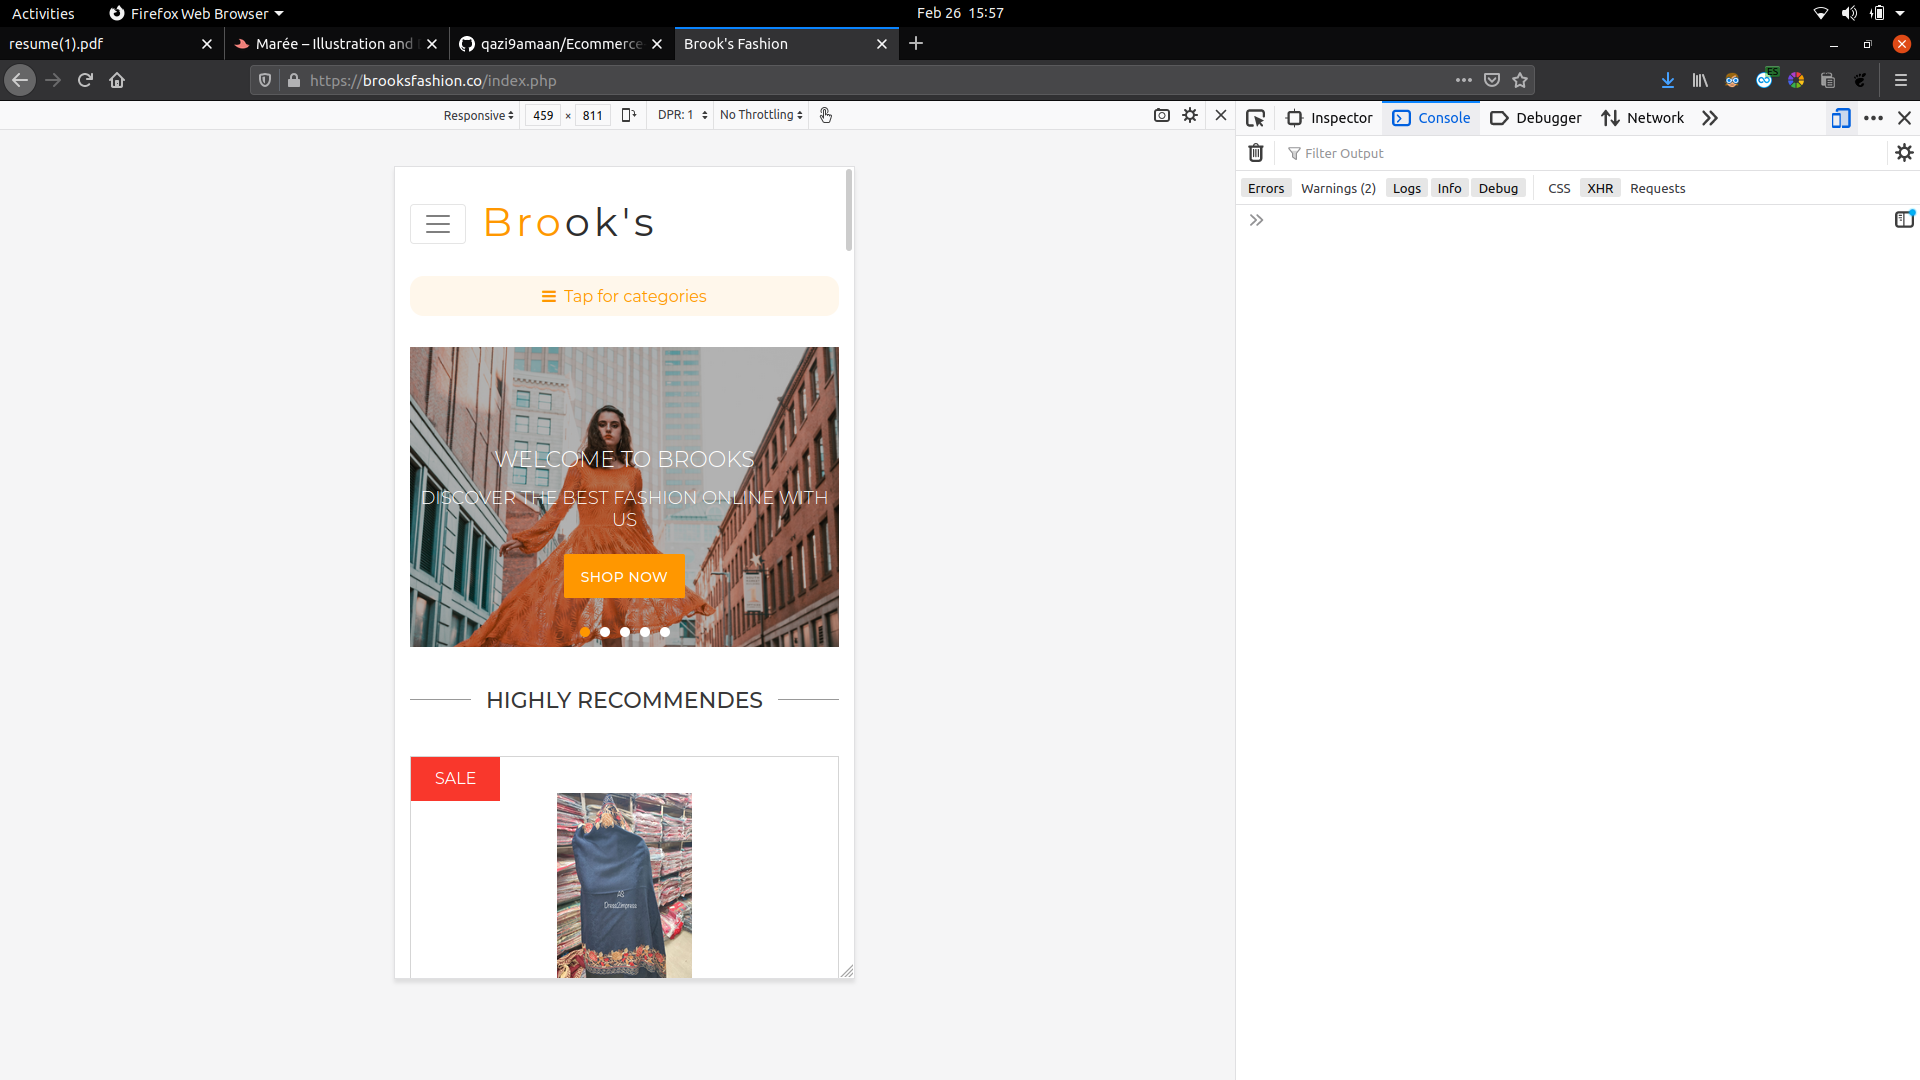 Activities
Firefox Web Browser
Feb 26 15:57
resume(1).pdf
Marée – Illustration and
qazi9amaan/Ecommerce
Brook's Fashion
https://brooksfashion.co/index.php
ES
Responsive
459 × 811
DPR: 1
No Throttling
Inspector
Console
Debugger
Network
Filter Output
Errors
Warnings (2)
Logs
Info
Debug
CSS
XHR
Requests
Brook's
Tap for categories
WELCOME TO BROOKS
DISCOVER THE BEST FASHION ONLINE WITH
US
SHOP NOW
HIGHLY RECOMMENDES
SALE
Dress2impress